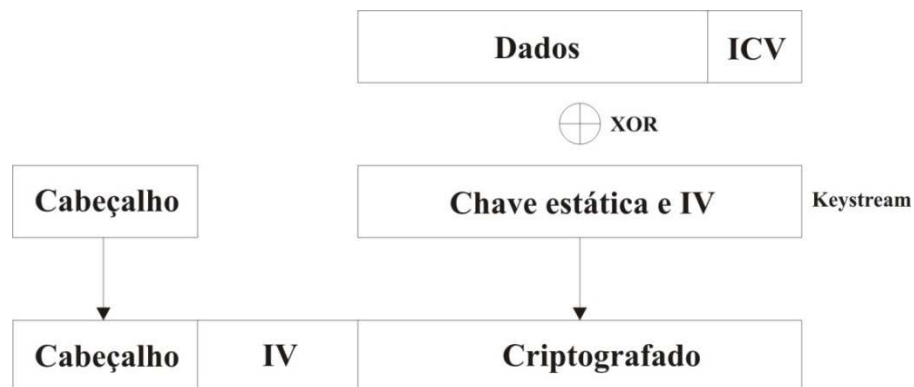 Dados ICV
XOR
Cabeçalho Chave estática e IV Keystream
Cabeçalho IV Criptografado